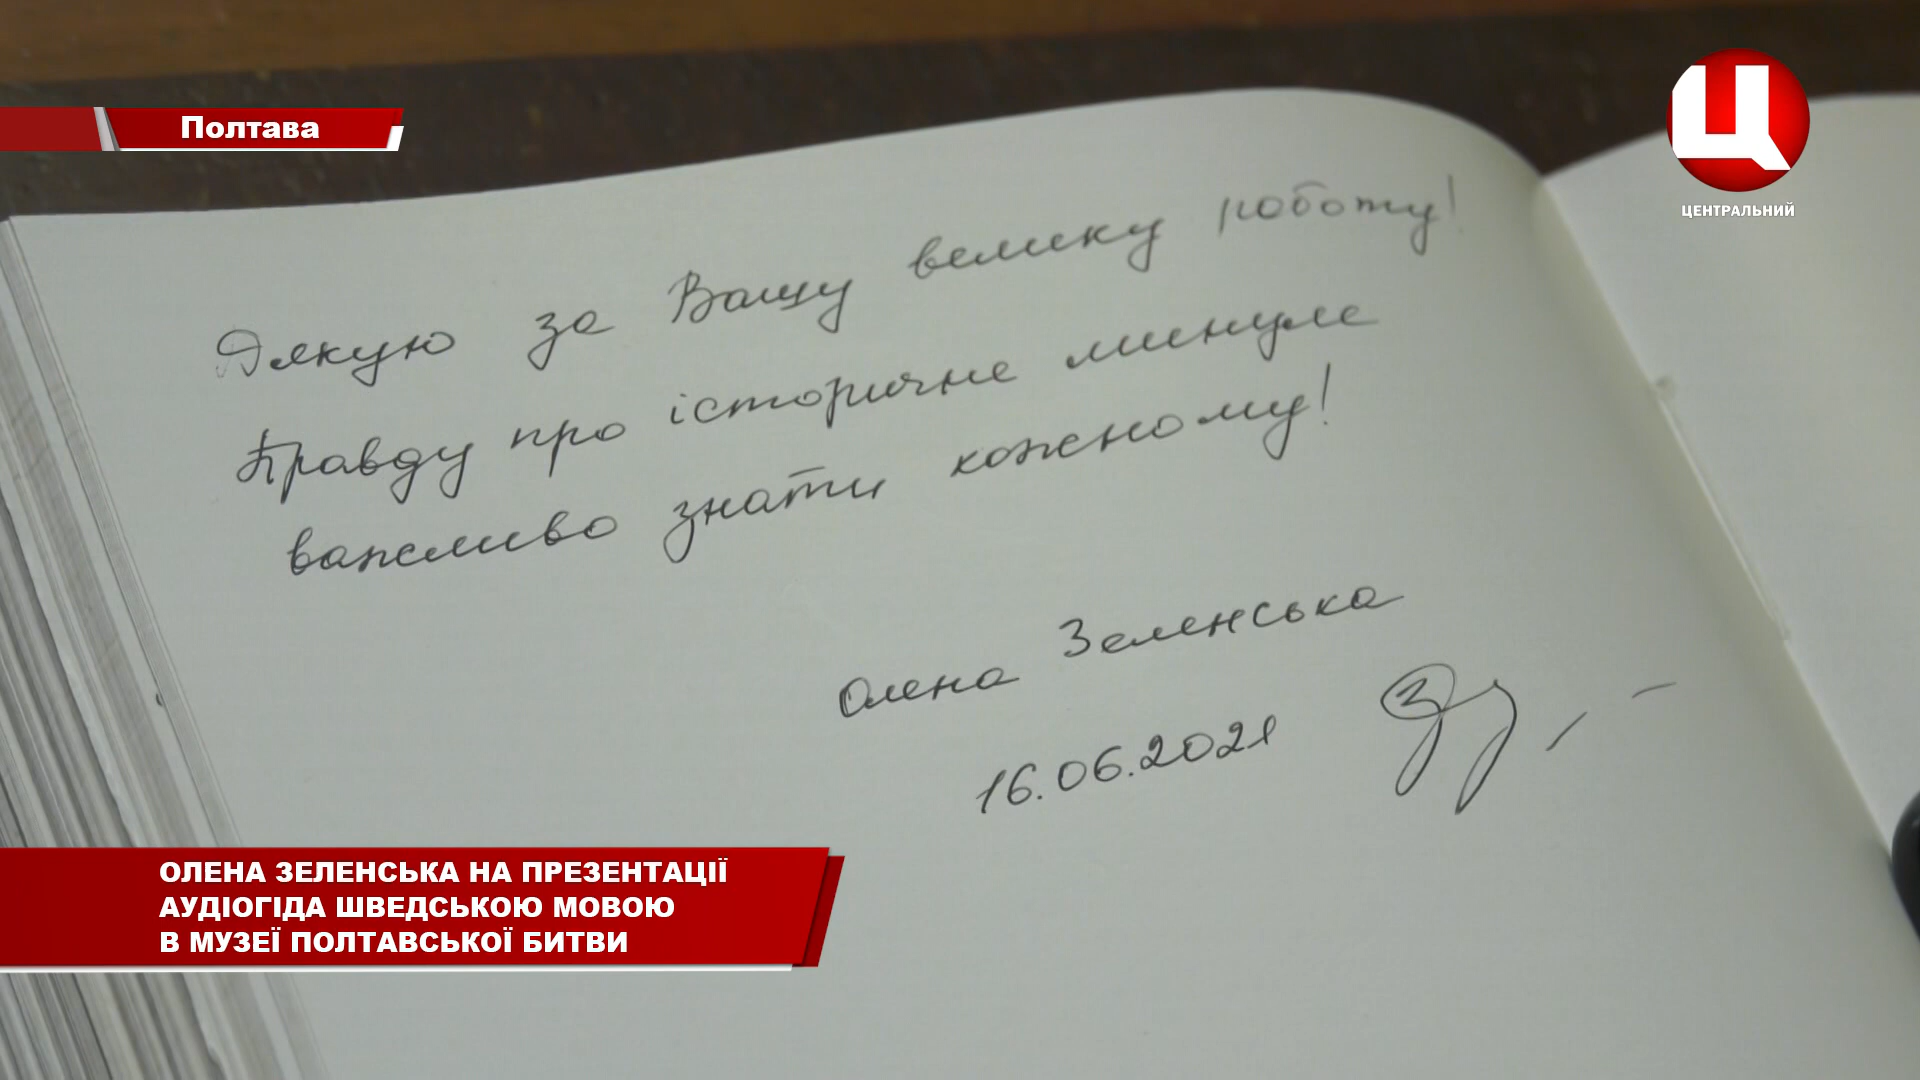 Полтава
Ц
ЦЕНТРАЛЬНИЙ
Дякую за Вашу велику роботу!
Правду про історичне минуле
важливо знати кожному!
Олена Зеленська
16.06.2021
ОЛЕНА ЗЕЛЕНСЬКА НА ПРЕЗЕНТАЦІЇ
АУДІОГІДА ШВЕДСЬКОЮ МОВОЮ
В МУЗЕЇ ПОЛТАВСЬКОЇ БИТВИ